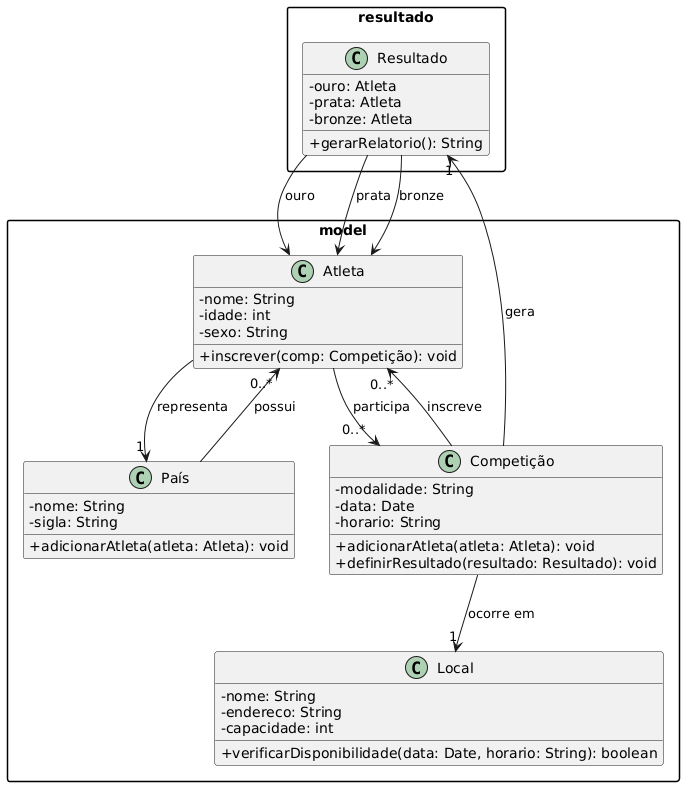 resultado
C Resultado
-ouro: Atleta
-prata: Atleta
-bronze: Atleta
+gerarRelatorio(): String
1
ouro
prata
bronze
model
C Atleta
-nome: String
-idade: int
-sexo: String
+inscrever(comp: Competição): void
gera
0..*
0..*
representa
possui
participa
inscreve
1
0..*
C País
-nome: String
-sigla: String
+adicionarAtleta(atleta: Atleta): void
C Competição
-modalidade: String
-data: Date
-horario: String
+adicionarAtleta(atleta: Atleta): void
+definirResultado(resultado: Resultado): void
ocorre em
1
C Local
-nome: String
-endereco: String
-capacidade: int
+verificarDisponibilidade(data: Date, horario: String): boolean